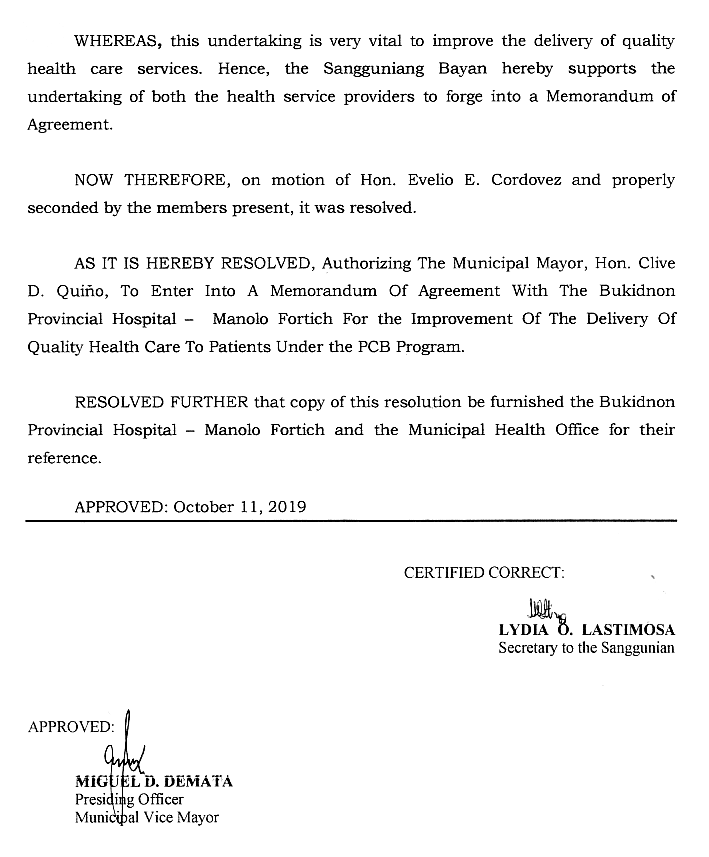 WHEREAS, this undertaking is very vital to improve the delivery of quality
health care services. Hence, the Sangguniang Bayan hereby supports the
undertaking of both the health service providers to forge into a Memorandum of
Agreement.
NOW THEREFORE, on motion of Hon. Evelio E. Cordovez and properly
seconded by the members present, it was resolved.
AS IT IS HEREBY RESOLVED, Authorizing The Municipal Mayor, Hon. Clive
D. Quiño, To Enter Into A Memorandum Of Agreement With The Bukidnon
Provincial Hospital – Manolo Fortich For the Improvement Of The Delivery Of
Quality Health Care To Patients Under the PCB Program.
RESOLVED FURTHER that copy of this resolution be furnished the Bukidnon
Provincial Hospital – Manolo Fortich and the Municipal Health Office for their
reference.
APPROVED: October 11, 2019
CERTIFIED CORRECT:
LYDIA O. LASTIMOSA
Secretary to the Sanggunian
APPROVED:
MIGUEL D. DEMATA
Presiding Officer
Municipal Vice Mayor